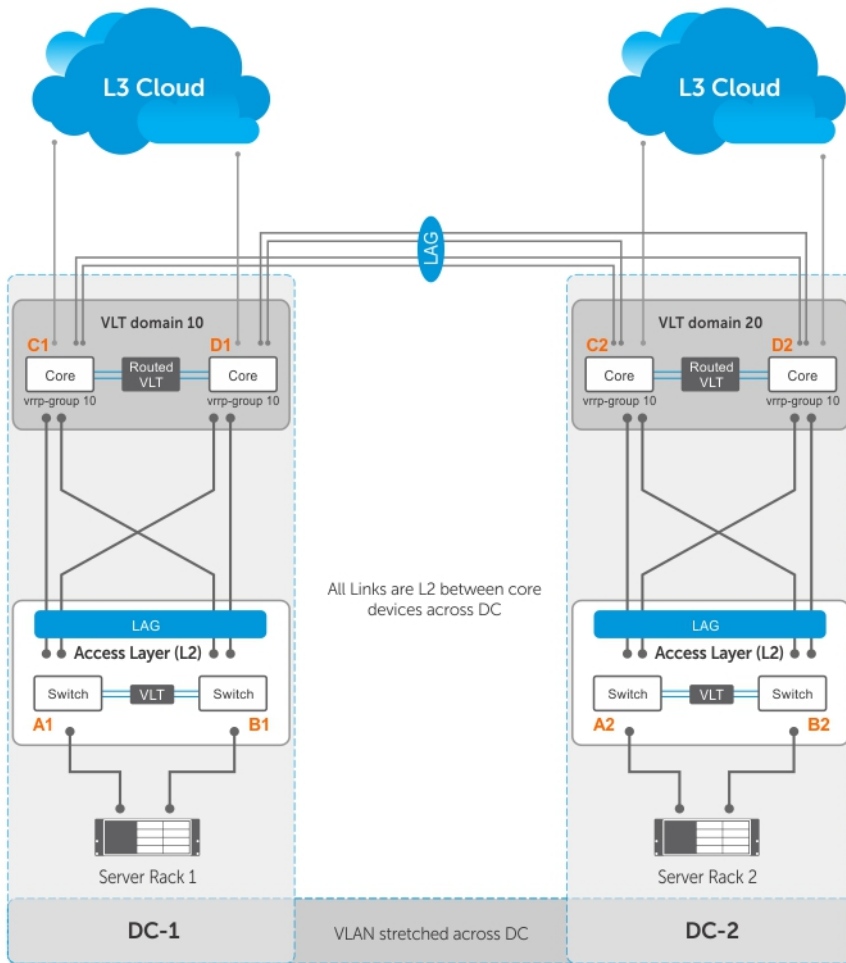 L3 Cloud
L3 Cloud
LAG
VLT domain 10
C1
D1
Core
Routed
VLT
Core
vrrp-group 10
vrrp-group 10
VLT domain 20
C2
D2
Core
Routed
VLT
Core
vrrp-group 10
vrrp-group 10
All Links are L2 between core
devices across DC
LAG
Access Layer (L2)
Switch
VLT
Switch
A1
B1
Server Rack 1
LAG
Access Layer (L2)
Switch
VLT
Switch
A2
B2
Server Rack 2
DC-1
VLAN stretched across DC
DC-2